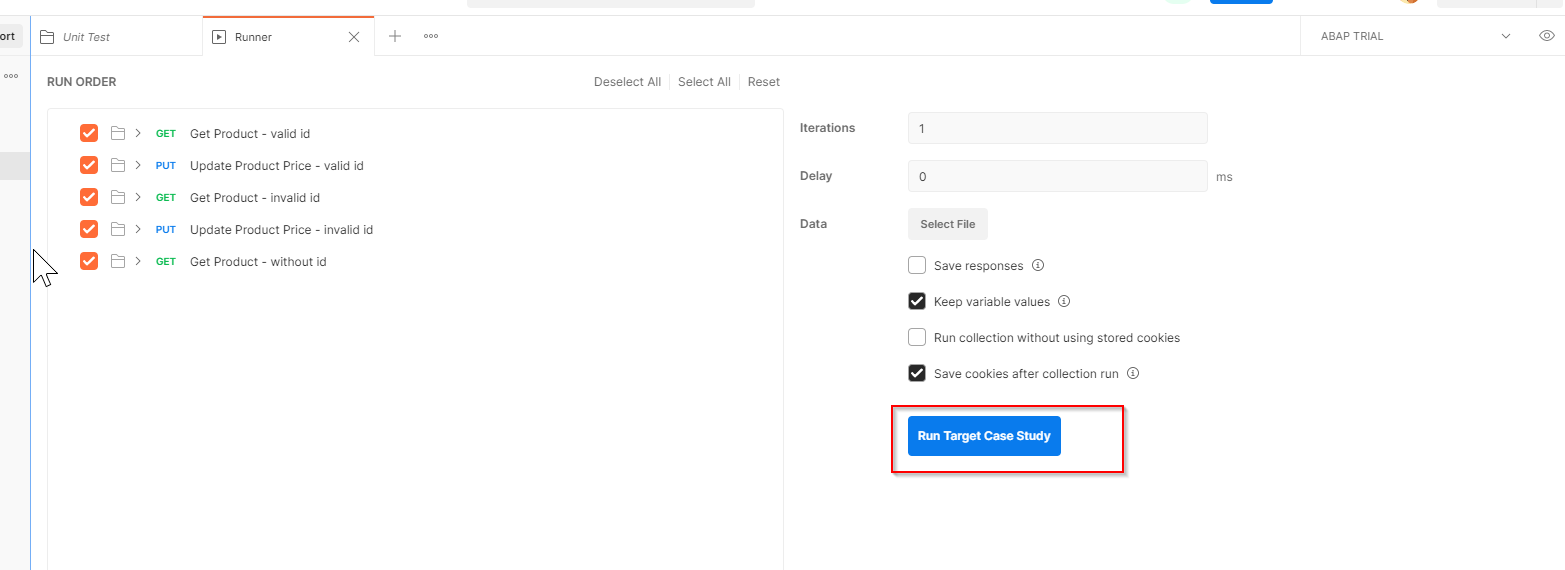 ort
Unit Test
Runner
ABAP TRIAL
RUN ORDER
Deselect All
Select All
Reset
GET Get Product - valid id
PUT Update Product Price - valid id
GET Get Product - invalid id
PUT Update Product Price - invalid id
GET Get Product - without id
Iterations 1
Delay 0 ms
Data Select File
Save responses
Keep variable values
Run collection without using stored cookies
Save cookies after collection run
Run Target Case Study